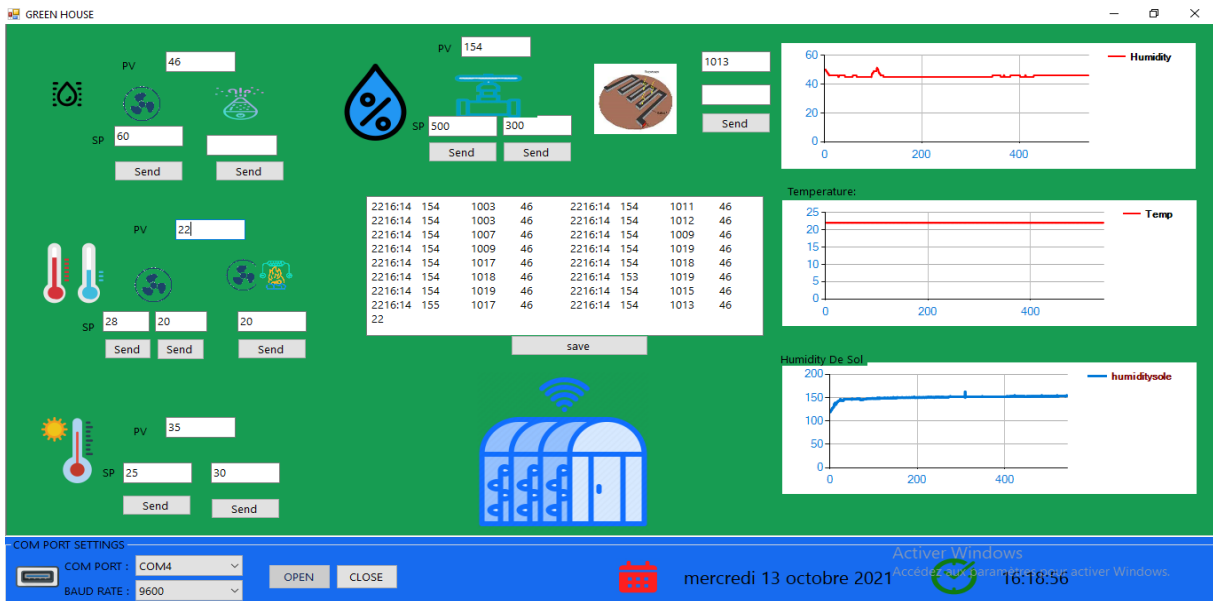 GREEN HOUSE
PV 46
SP 60
Send Send
PV 154
SP 500 300
Send Send
1013
Send
PV 22
SP 28 20 20
Send Send Send
PV 35
SP 25 30
Send Send
2216:14 154 1003 46 2216:14 154 1011 46
2216:14 154 1003 46 2216:14 154 1012 46
2216:14 154 1007 46 2216:14 154 1009 46
2216:14 154 1009 46 2216:14 154 1019 46
2216:14 154 1017 46 2216:14 154 1018 46
2216:14 154 1018 46 2216:14 153 1019 46
2216:14 154 1019 46 2216:14 154 1015 46
2216:14 155 1017 46 2216:14 154 1013 46
22
save
Humidity
60
40
20
0
0 200 400
Temperature:
Temp
25
20
15
10
5
0
0 200 400
Humidity De Sol
humiditysole
200
150
100
50
0
0 200 400
COM PORT SETTINGS
COM PORT : COM4
BAUD RATE : 9600
OPEN CLOSE
mercredi 13 octobre 2021
16:18:56
Activer Windows
Accédez aux paramètres pour activer Windows.